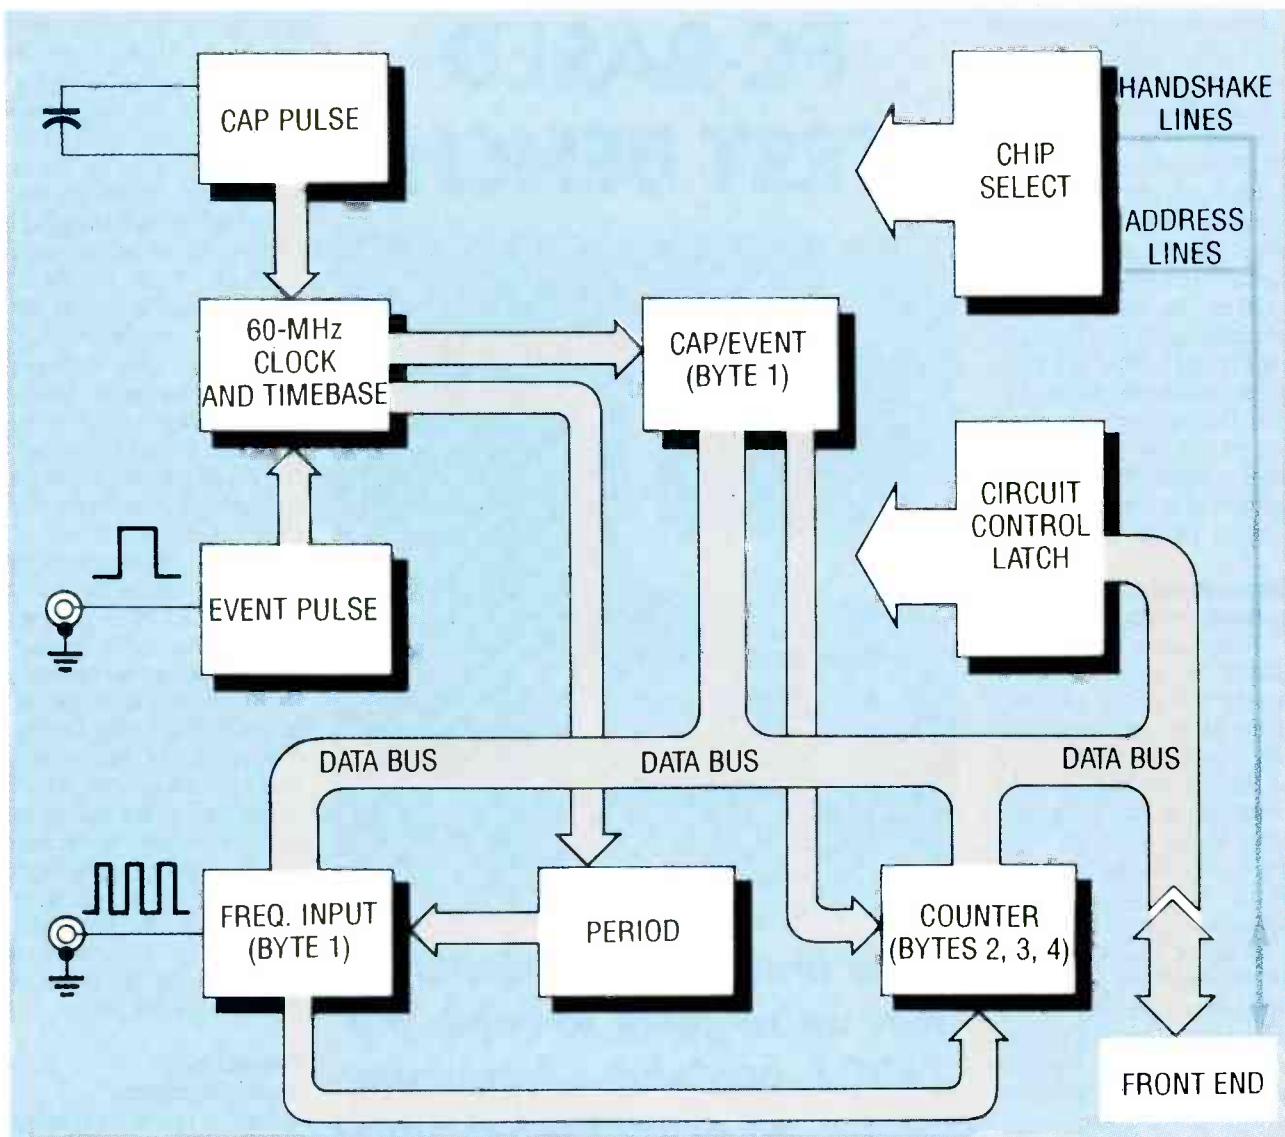 CAP PULSE
HANDSHAKE
LINES
CHIP
SELECT
ADDRESS
LINES
60-MHz
CLOCK
AND TIMEBASE
CAP/EVENT
(BYTE 1)
CIRCUIT
CONTROL
LATCH
EVENT PULSE
DATA BUS
DATA BUS
DATA BUS
FREQ. INPUT
(BYTE 1)
PERIOD
COUNTER
(BYTES 2, 3, 4)
FRONT END